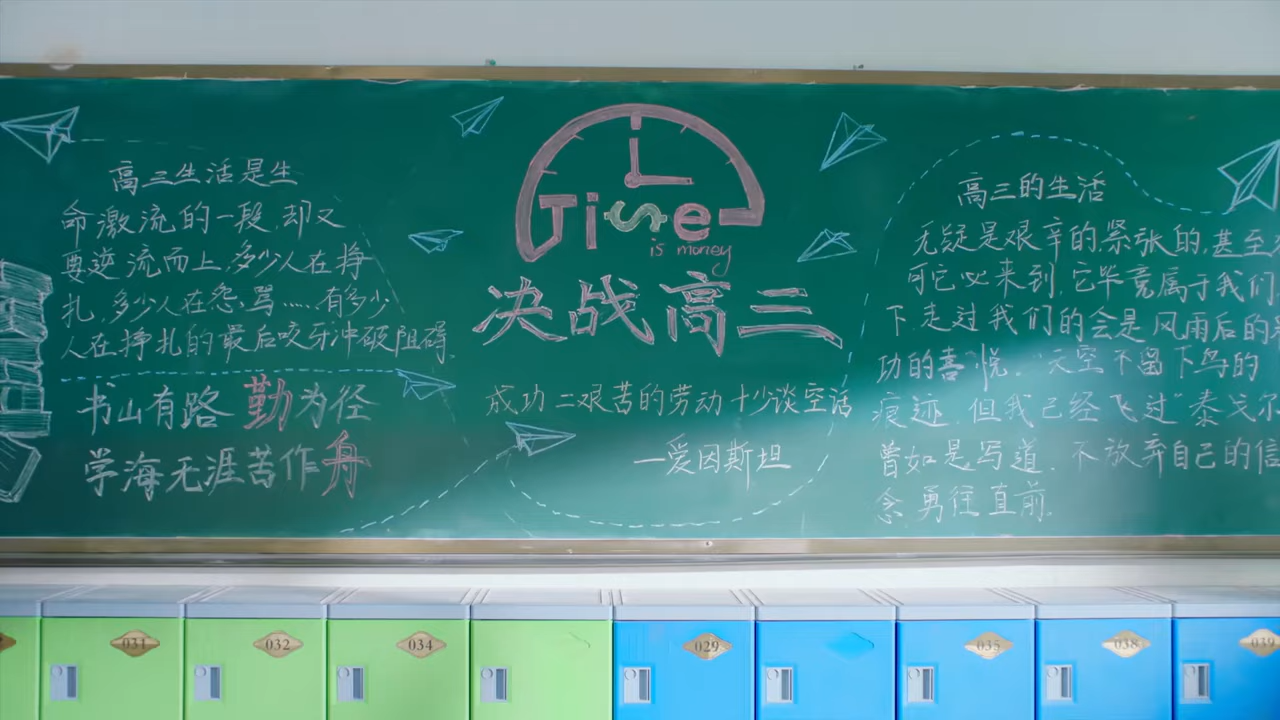 高三生活是生
命激流的一段,却又
要逆流而上,多少人在挣
扎,多少人在怨、骂……,有多少
人在挣扎的最后咬牙冲破阻碍.
书山有路勤为径
学海无涯苦作舟
Time
is money
决战高三
成功=艰苦的劳动+少谈空话
—爱因斯坦
高三的生活
无疑是艰辛的.紧张的,甚至
可它必来到,它毕竟属于我们
下,走过我们的会是风雨后的
功的喜悦."天空不留下鸟的
痕迹.但我已经飞过"泰戈尔
曾如是写道.不放弃自己的信
念,勇往直前.
031
032
034
029
035
038
039